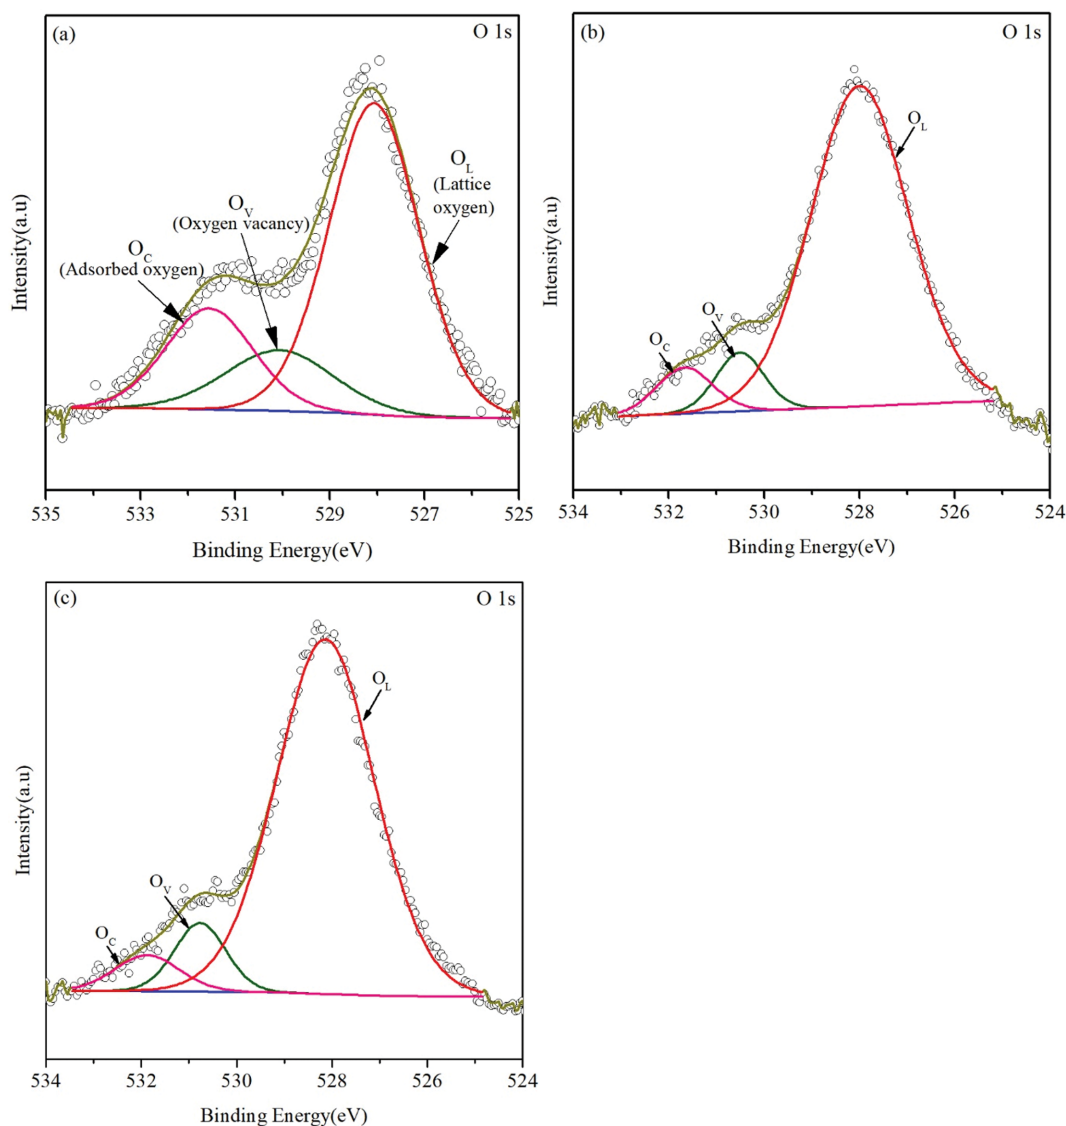 (a)
O 1s
O_L
(Lattice
oxygen)
O_V
(Oxygen vacancy)
O_C
(Adsorbed oxygen)
Intensity(a.u)
535 533 531 529 527 525
Binding Energy(eV)
(b)
O 1s
O_L
O_V
O_C
Intensity(a.u)
534 532 530 528 526 524
Binding Energy(eV)
(c)
O 1s
O_L
O_V
O_C
Intensity(a.u)
534 532 530 528 526 524
Binding Energy(eV)